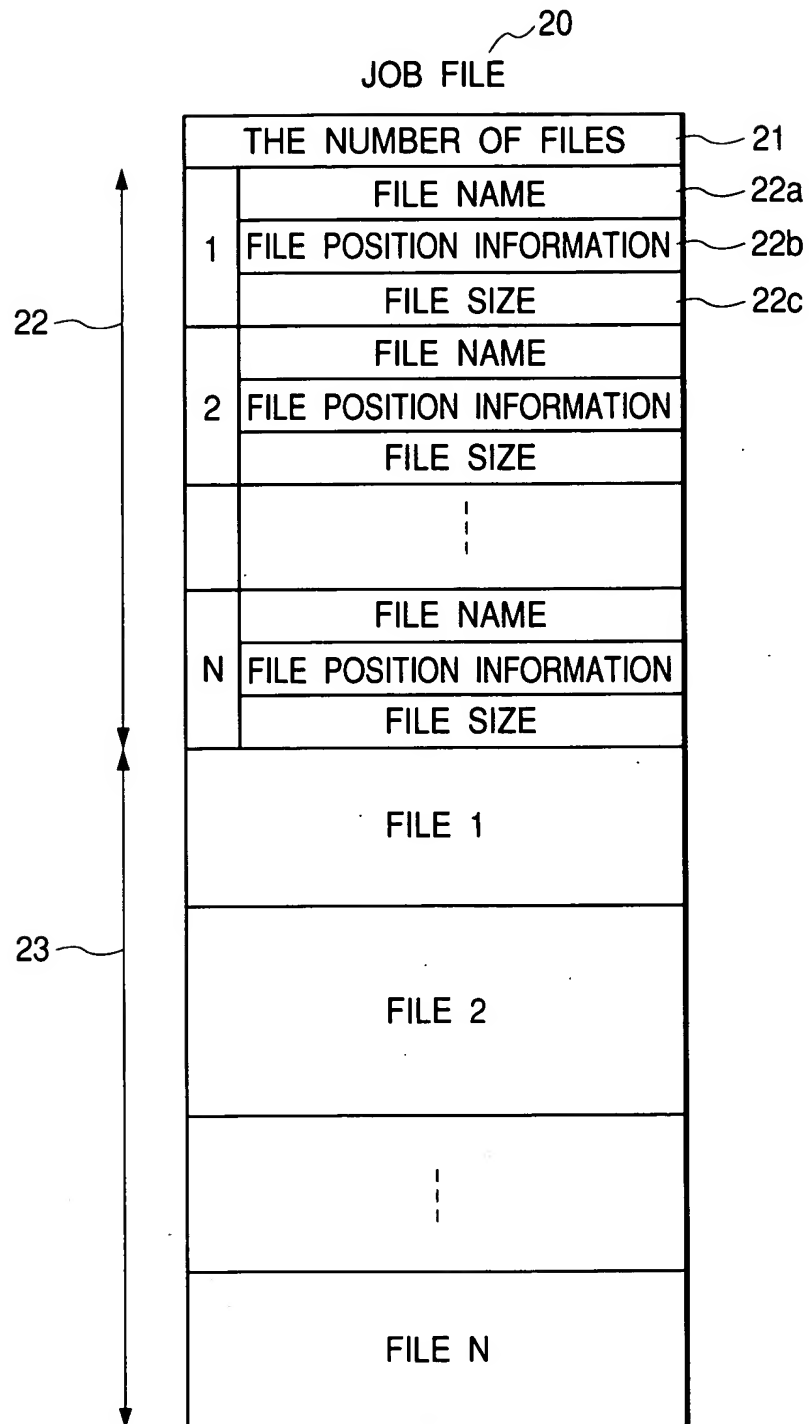 20
JOB FILE
THE NUMBER OF FILES 21
FILE NAME 22a
1 FILE POSITION INFORMATION 22b
FILE SIZE 22c
22
FILE NAME
2 FILE POSITION INFORMATION
FILE SIZE
FILE NAME
N FILE POSITION INFORMATION
FILE SIZE
FILE 1
23
FILE 2
FILE N